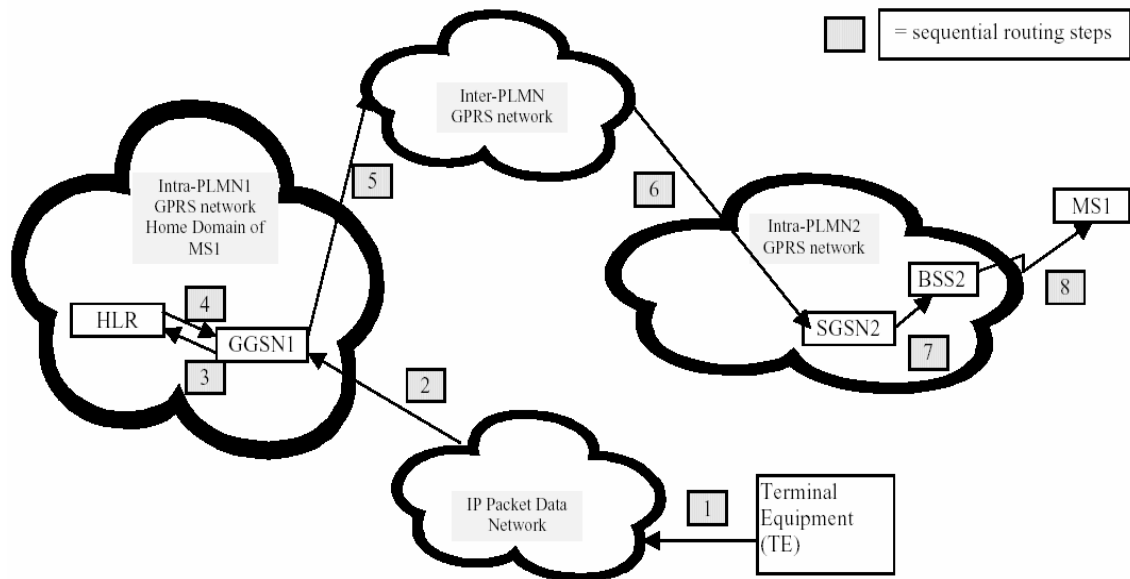 = sequential routing steps
Inter-PLMN
GPRS network
5
6
Intra-PLMN1
GPRS network
Home Domain of
MS1
Intra-PLMN2
GPRS network
MS1
BSS2
8
4
HLR
GGSN1
SGSN2
7
3
2
IP Packet Data
Network
1
Terminal
Equipment
(TE)